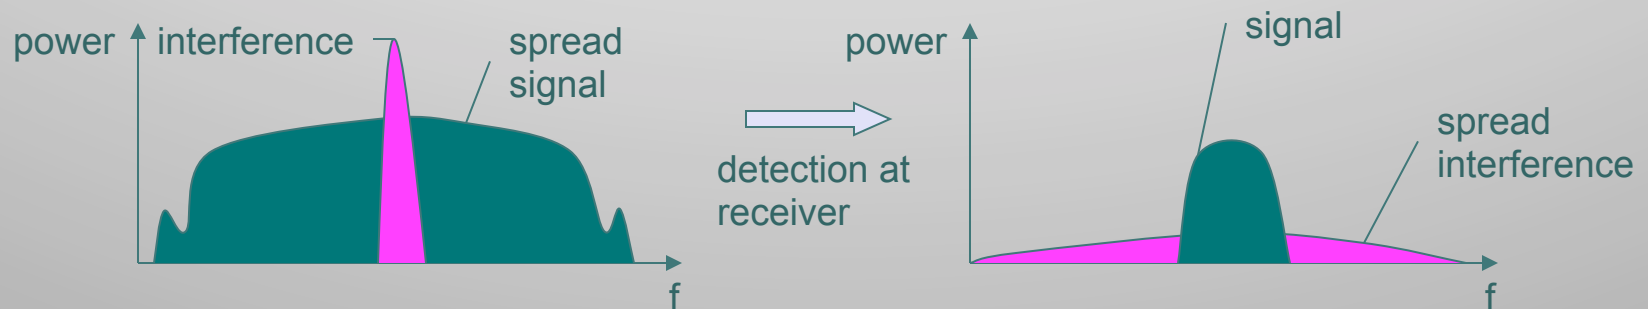 power
interference
spread
signal
f
detection at
receiver
power
signal
spread
interference
f